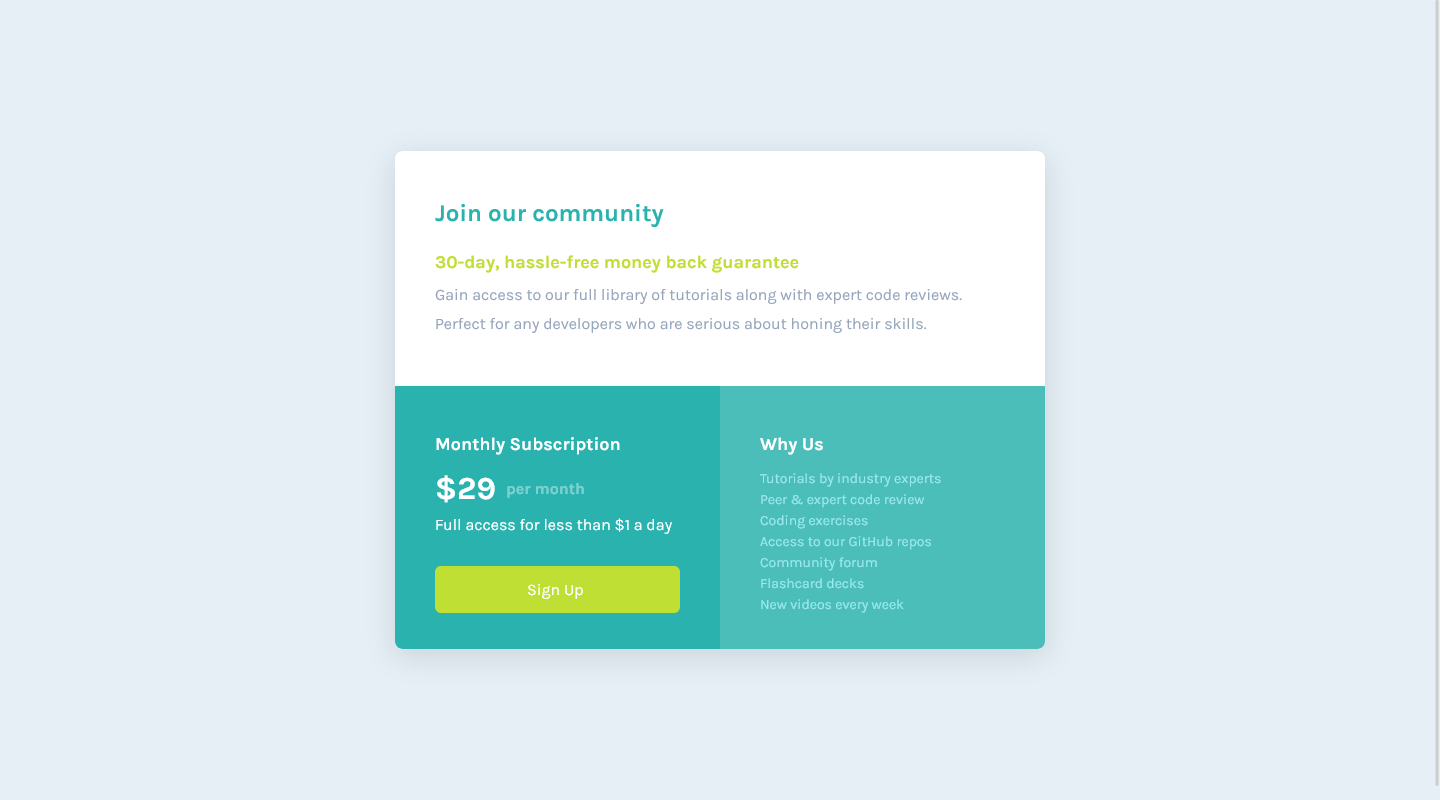 Join our community
30-day, hassle-free money back guarantee
Gain access to our full library of tutorials along with expert code reviews.
Perfect for any developers who are serious about honing their skills.
Monthly Subscription
$29 per month
Full access for less than $1 a day
Sign Up
Why Us
Tutorials by industry experts
Peer & expert code review
Coding exercises
Access to our GitHub repos
Community forum
Flashcard decks
New videos every week